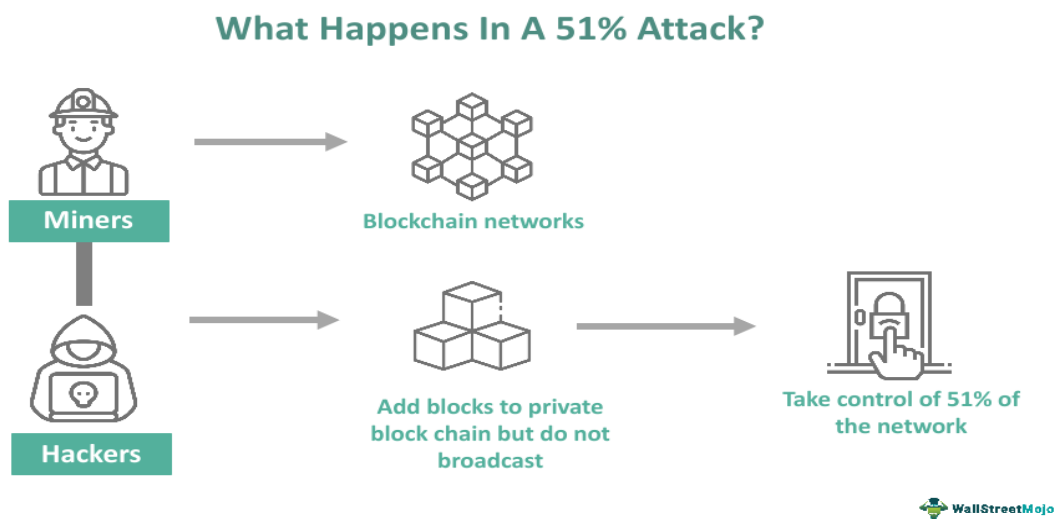 What Happens In A 51% Attack?
Miners
Blockchain networks
Hackers
Add blocks to private
block chain but do not
broadcast
Take control of 51% of
the network
WallStreetMojo